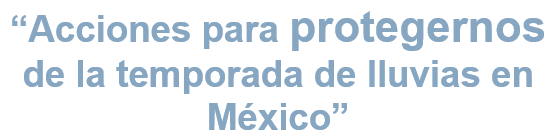 “Acciones para protegernos
de la temporada de lluvias en
México”